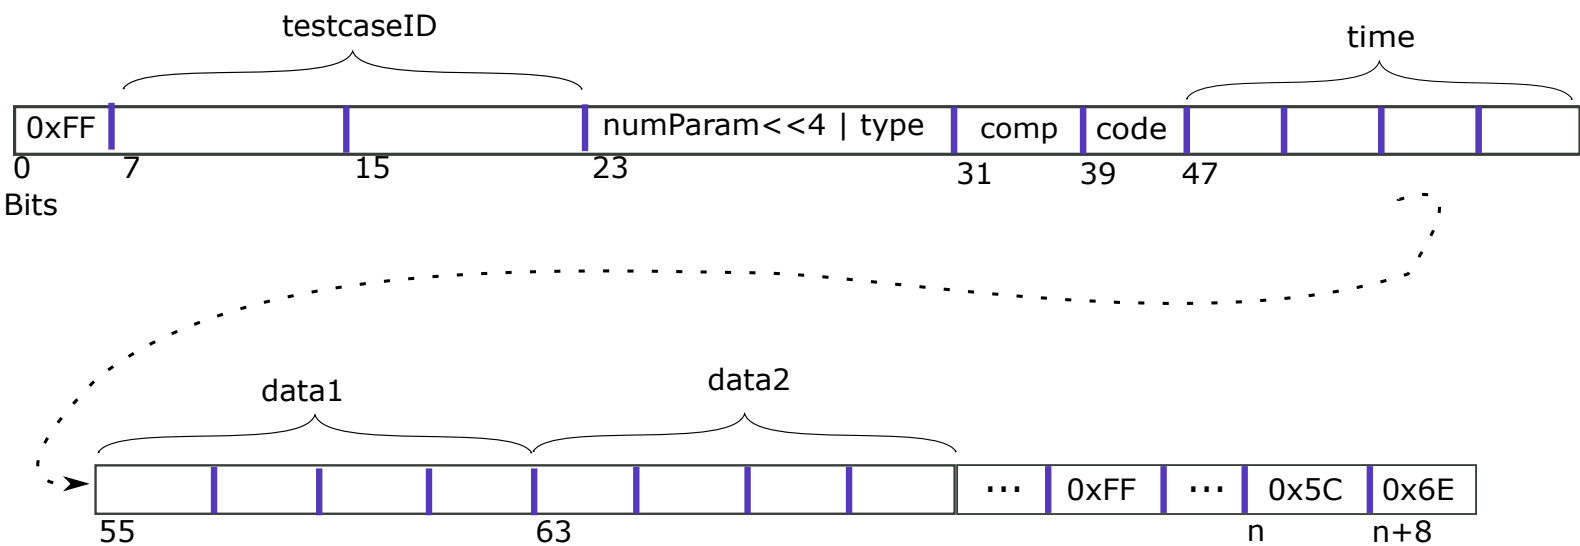 testcaseID
time
0xFF
numParam<<4 | type
comp
code
0
7
15
23
31
39
47
Bits
data1
data2
...
0xFF
...
0x5C
0x6E
55
63
n
n+8